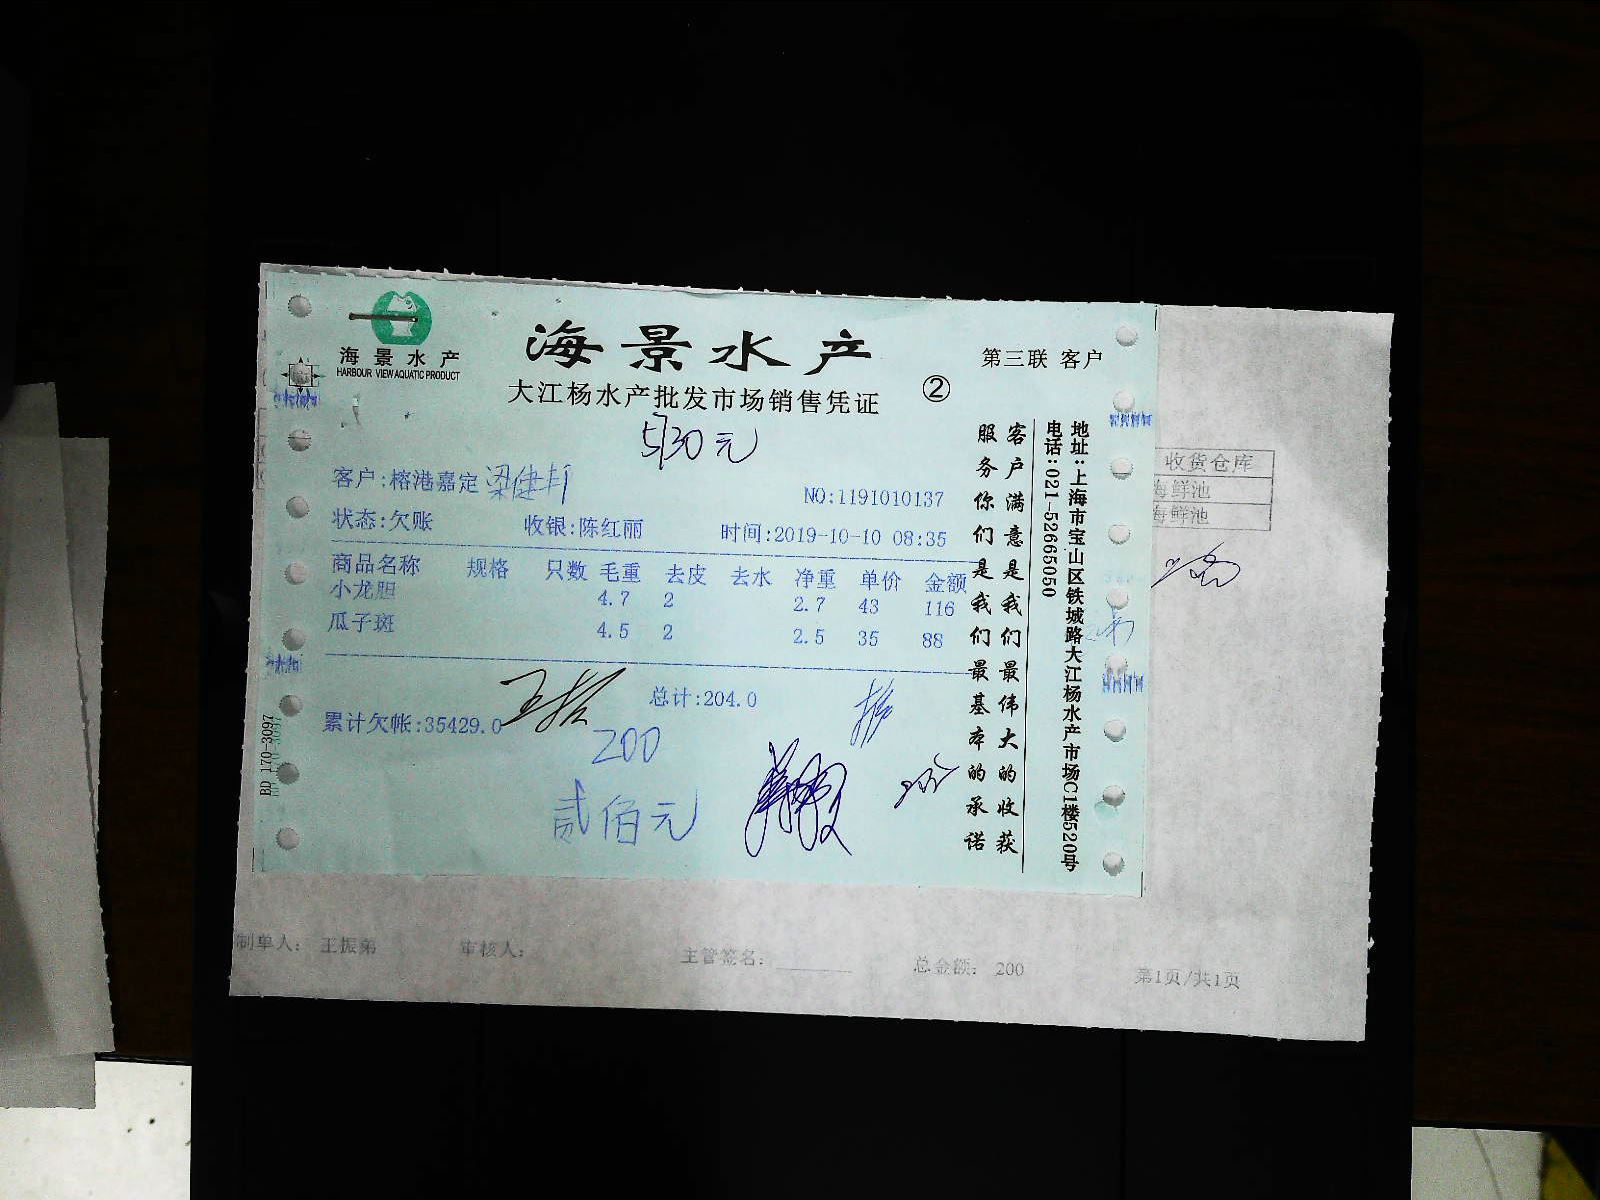 海景水产
HARBOUR VIEW AQUATIC PRODUCT
海景水产
大江杨水产批发市场销售凭证
②
第三联 客户
元
客户:榕港嘉定 梁健邦
NO:1191010137
状态:欠账 收银:陈红丽 时间:2019-10-10 08:35
商品名称 规格 只数 毛重 去皮 去水 净重 单价 金额
小龙胆 4.7 2 2.7 43 116
瓜子斑 4.5 2 2.5 35 88
总计:204.0
累计欠帐:35429.0
200
贰佰元
客户满意是我们最伟大的收获
服务你们是我们最基本的承诺
地址:上海市宝山区铁城路大江杨水产市场C1楼520号
电话:021-52665050
BD 170-3097
收货仓库
海鲜池
海鲜池
制单人: 王振弟 审核人: 主管签名: 总金额: 200 第1页/共1页